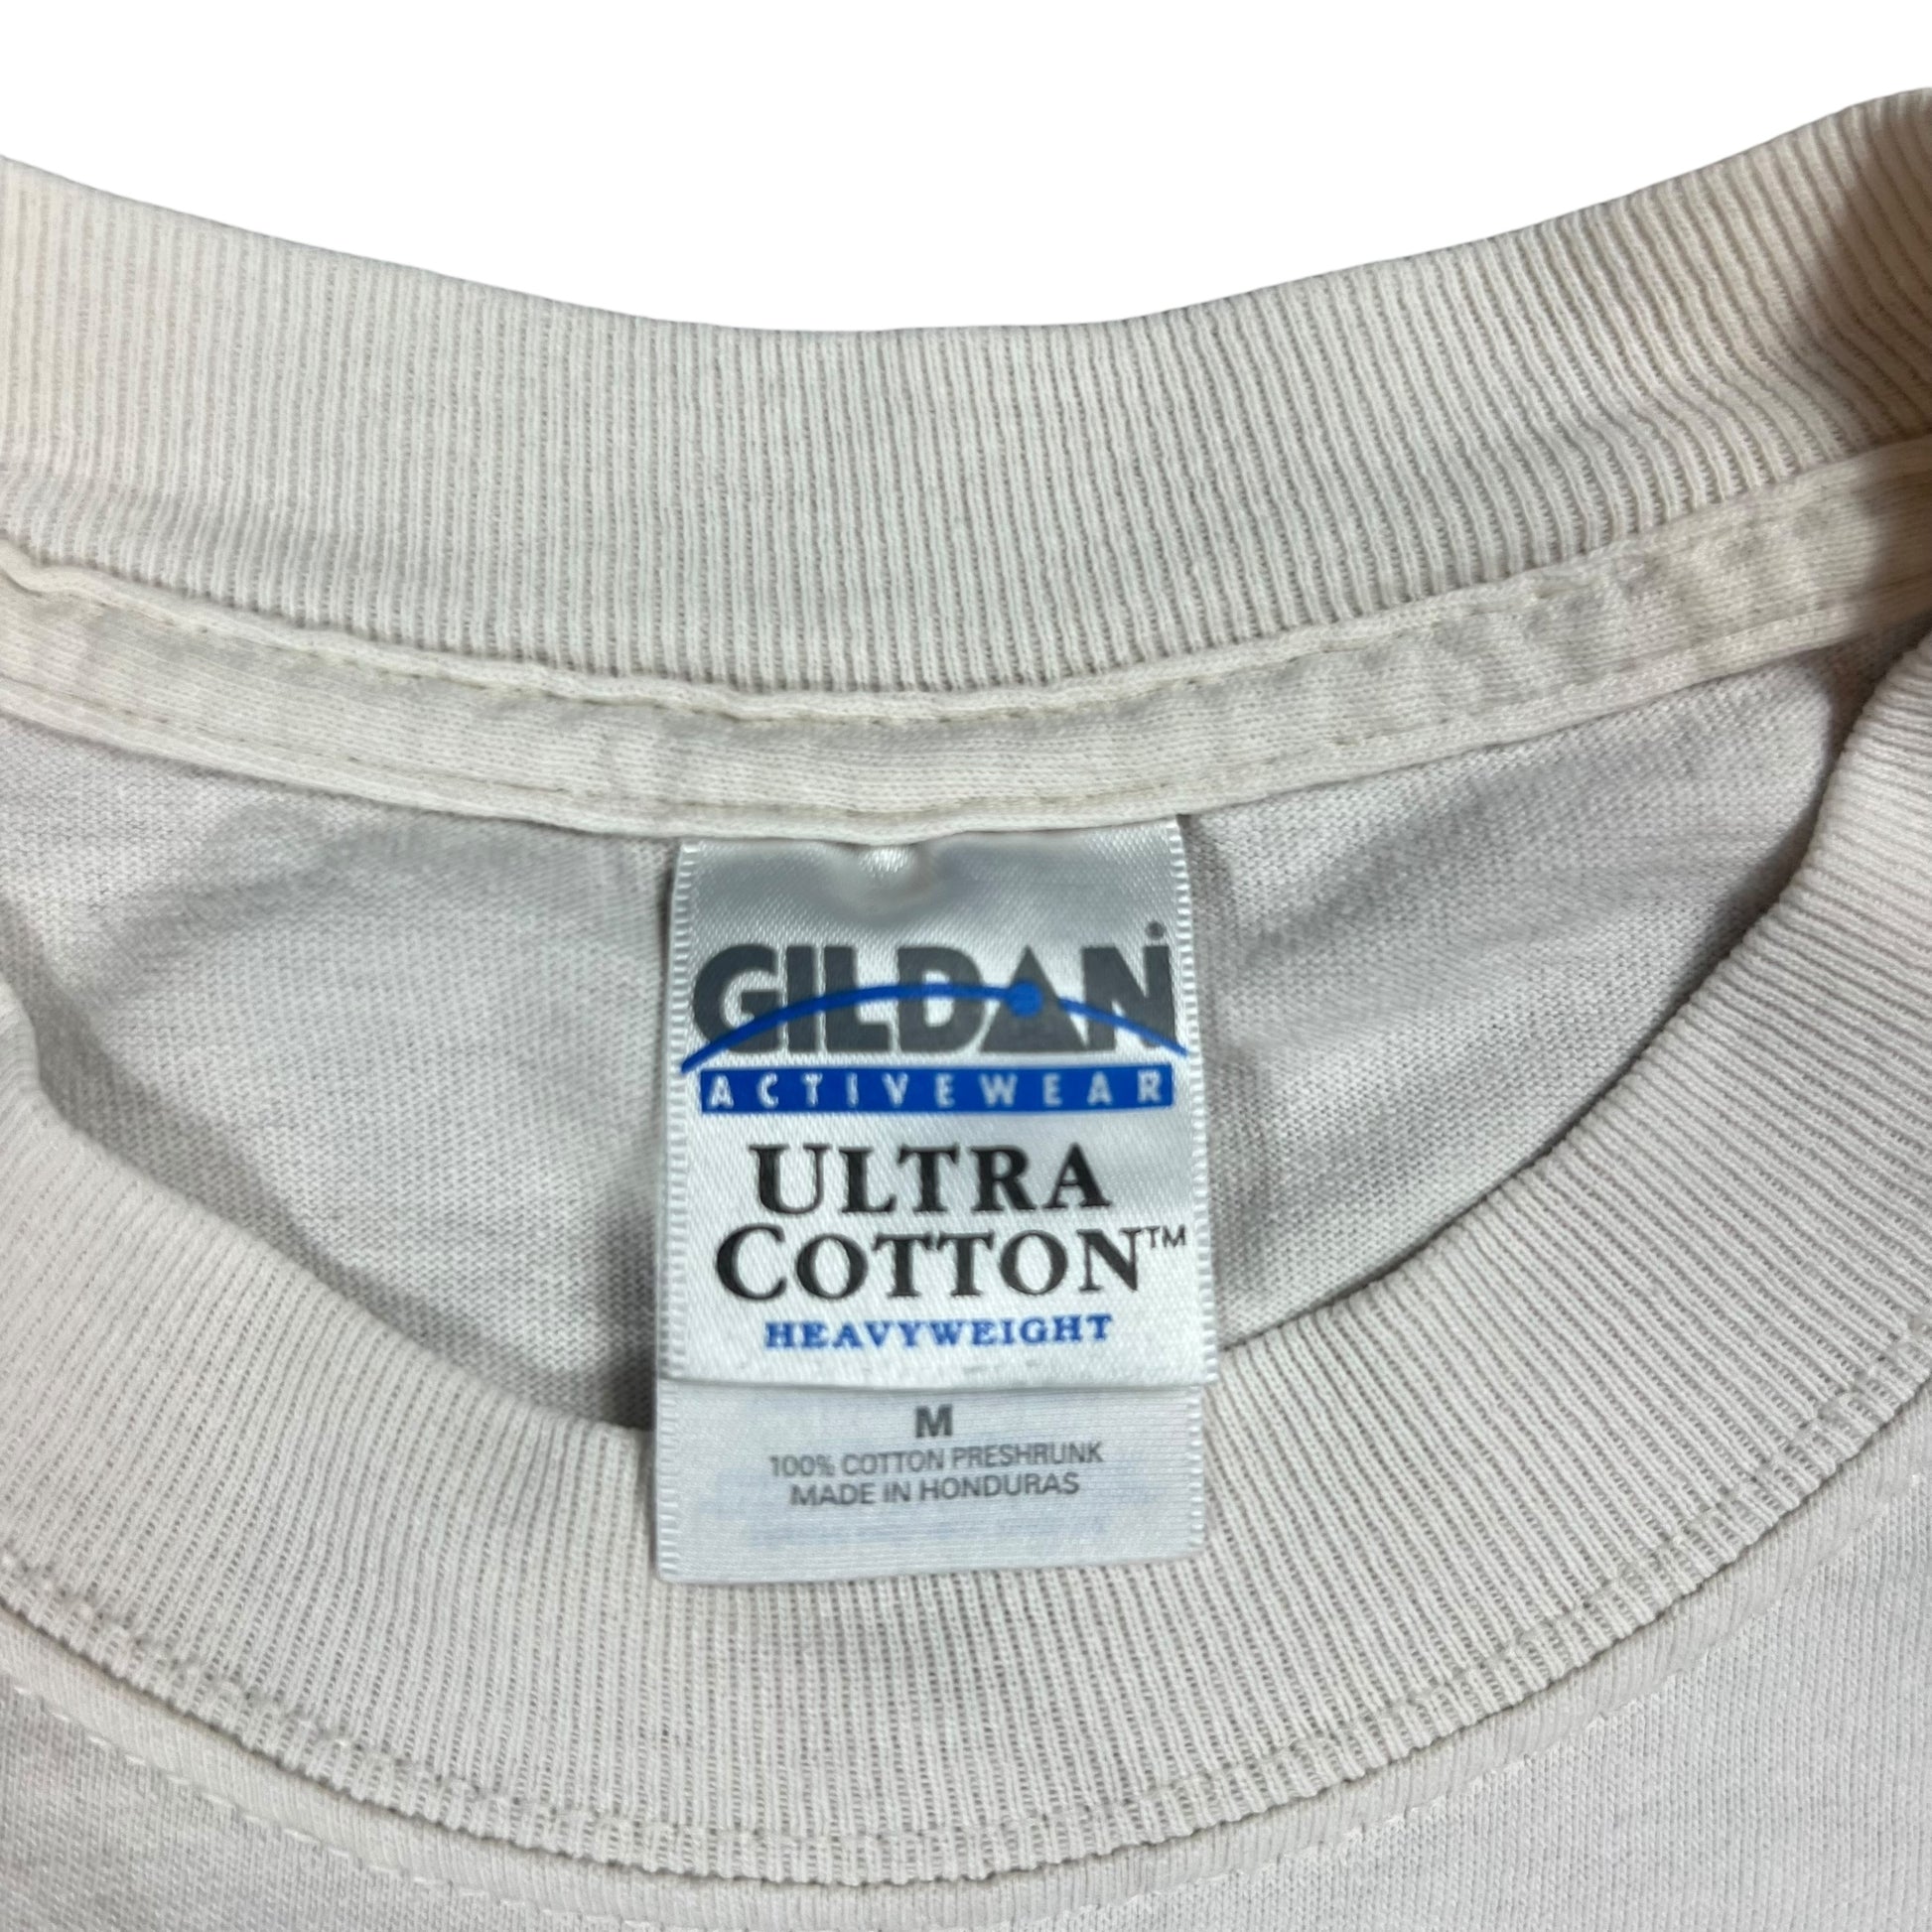 GILDAN®
ACTIVEWEAR
ULTRA
COTTON™
HEAVYWEIGHT
M
100% COTTON PRESHRUNK
MADE IN HONDURAS